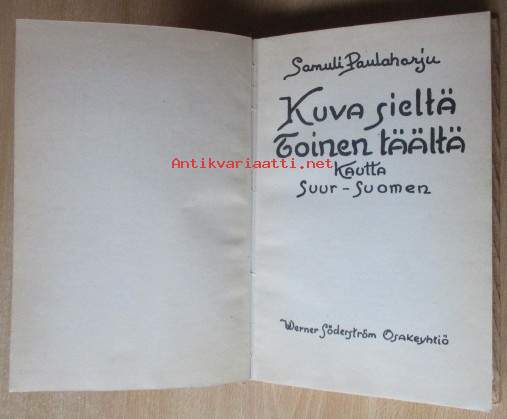 Samuli Paulaharju
Kuva sieltä
Toinen täältä
Antikvariaatti.net
Kautta
Suur-Suomen
Werner Söderström Osakeyhtiö